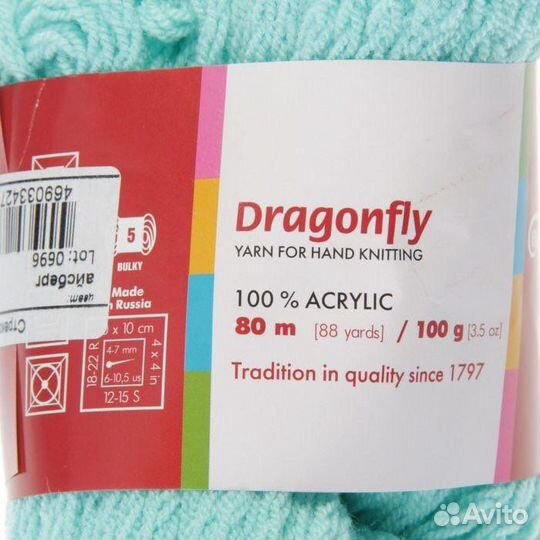 Dragonfly
YARN FOR HAND KNITTING
100 % ACRYLIC
80 m [88 yards] / 100 g [3.5 oz]
Tradition in quality since 1797
5
BULKY
Made
Russia
x 10 cm
4 x 4 in
18-22 R
4-7 mm
6-10,5 us
12-15 S
469033427
Lot: 0696
айсберг
цвет:
Avito